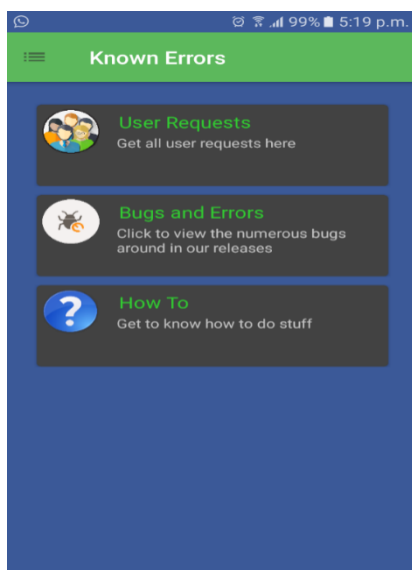 99% 5:19 p.m.
Known Errors
User Requests
Get all user requests here
Bugs and Errors
Click to view the numerous bugs
around in our releases
?
How To
Get to know how to do stuff